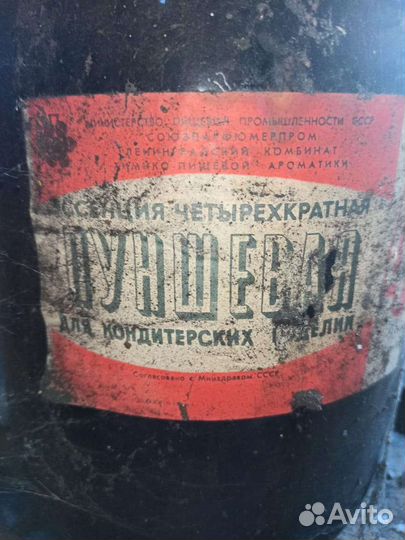 МИНИСТЕРСТВО ПИЩЕВОЙ ПРОМЫШЛЕННОСТИ СССР
СОЮЗПАРФЮМЕРПРОМ
ЛЕНИНГРАДСКИЙ КОМБИНАТ
ХИМИКО-ПИЩЕВОЙ АРОМАТИКИ
ЭССЕНЦИЯ ЧЕТЫРЕХКРАТНАЯ
ПУНШЕВАЯ
ДЛЯ КОНДИТЕРСКИХ ИЗДЕЛИЙ
Согласовано с Минздравом СССР
Avito